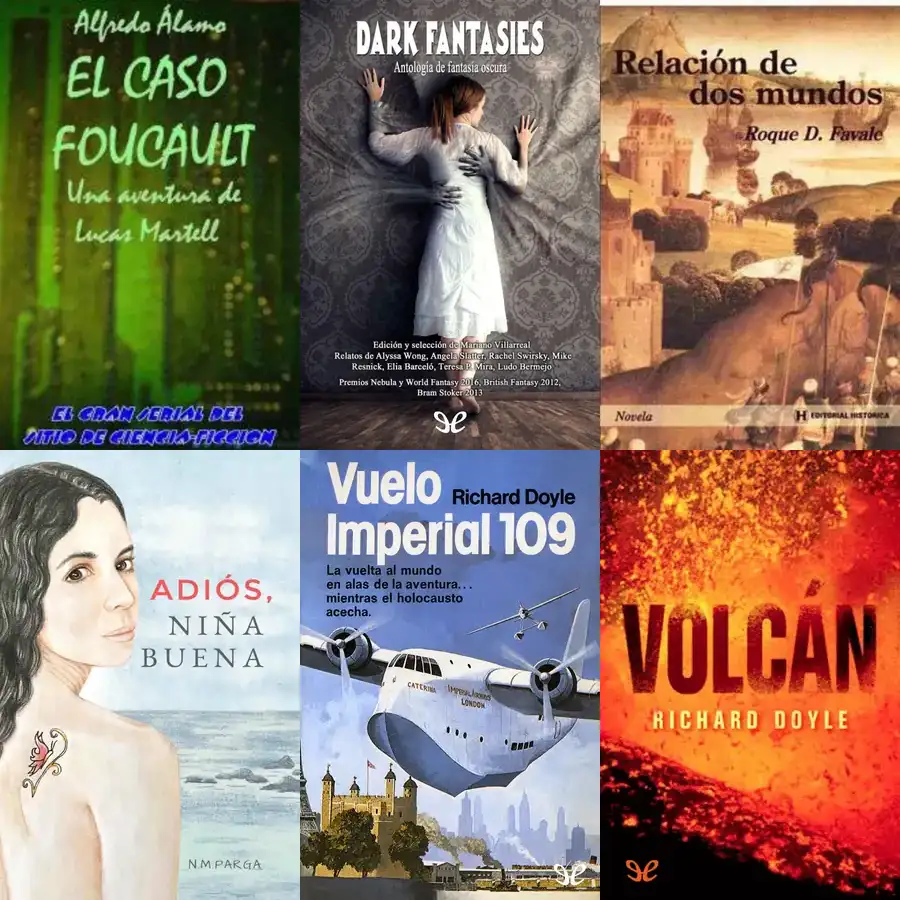 Alfredo Álamo
EL CASO
FOUCAULT
Una aventura de
Lucas Martell
EL GRAN SERIAL DEL
SITIO DE CIENCIA-FICCION
DARK FANTASIES
Antología de fantasía oscura
Edición y selección de Mariano Villarreal
Relatos de Alyssa Wong, Angela Slatter, Rachel Swirsky, Mike
Resnick, Elia Barceló, Teresa P. Mira, Ludo Bermejo
Premios Nebula y World Fantasy 2016, British Fantasy 2012,
Bram Stoker 2013
Relación de
dos mundos
Roque D. Favale
Novela
H EDITORIAL HISTÓRICA
ADIÓS,
NIÑA
BUENA
N.M.PARGA
Vuelo
Richard Doyle
Imperial 109
La vuelta al mundo
en alas de la aventura...
mientras el holocausto
acecha.
CATERINA
IMPERIAL AIRWAYS
LONDON
VOLCÁN
RICHARD DOYLE